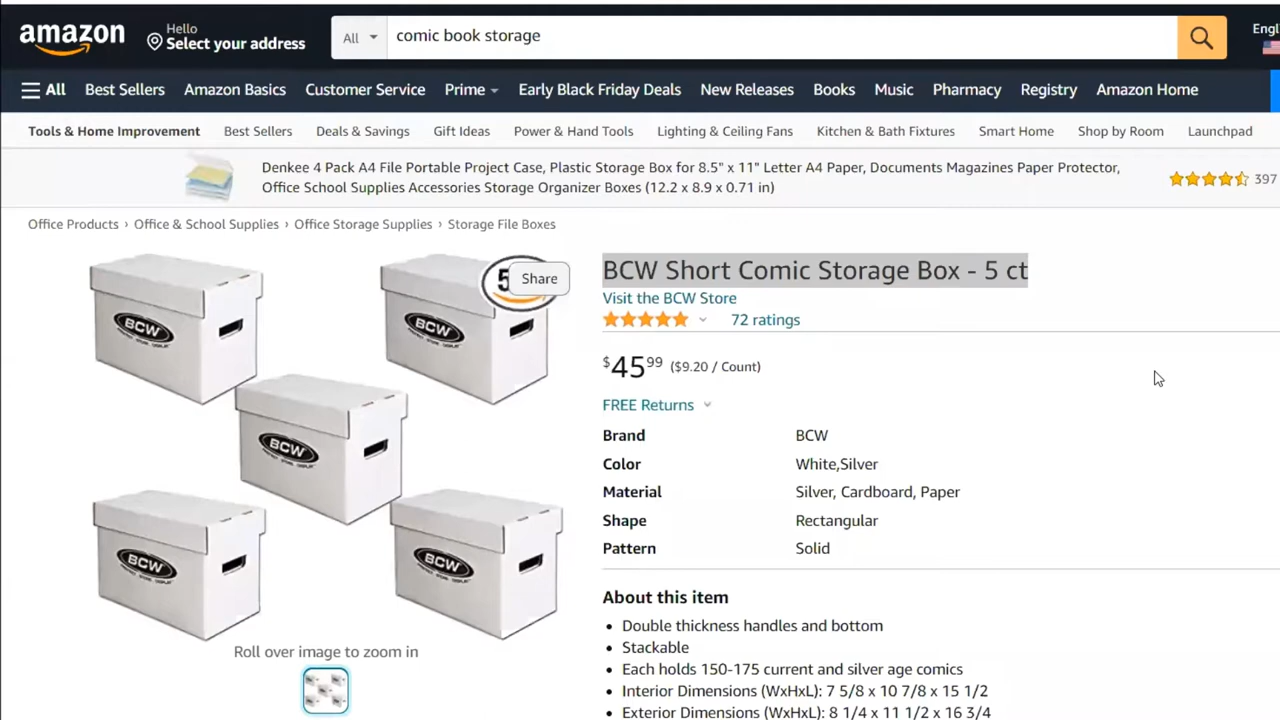 amazon
Hello
Select your address
All
comic book storage
Engl
All
Best Sellers
Amazon Basics
Customer Service
Prime
Early Black Friday Deals
New Releases
Books
Music
Pharmacy
Registry
Amazon Home
Tools & Home Improvement
Best Sellers
Deals & Savings
Gift Ideas
Power & Hand Tools
Lighting & Ceiling Fans
Kitchen & Bath Fixtures
Smart Home
Shop by Room
Launchpad
Denkee 4 Pack A4 File Portable Project Case, Plastic Storage Box for 8.5" x 11" Letter A4 Paper, Documents Magazines Paper Protector,
Office School Supplies Accessories Storage Organizer Boxes (12.2 x 8.9 x 0.71 in)
397
Office Products › Office & School Supplies › Office Storage Supplies › Storage File Boxes
5
Share
BCW
BCW
BCW
BCW
BCW
Roll over image to zoom in
BCW Short Comic Storage Box - 5 ct
Visit the BCW Store
72 ratings
$45 99 ($9.20 / Count)
FREE Returns
Brand BCW
Color White,Silver
Material Silver, Cardboard, Paper
Shape Rectangular
Pattern Solid
About this item
• Double thickness handles and bottom
• Stackable
• Each holds 150-175 current and silver age comics
• Interior Dimensions (WxHxL): 7 5/8 x 10 7/8 x 15 1/2
• Exterior Dimensions (WxHxL): 8 1/4 x 11 1/2 x 16 3/4